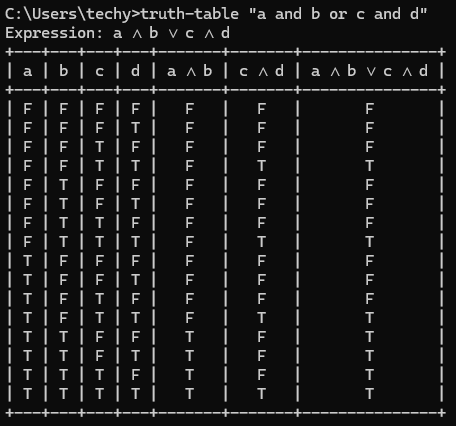 C:\Users\techy>truth-table "a and b or c and d"
Expression: a ∧ b ∨ c ∧ d
+---+---+---+---+-------+-------+---------------+
| a | b | c | d | a ∧ b | c ∧ d | a ∧ b ∨ c ∧ d |
+---+---+---+---+-------+-------+---------------+
| F | F | F | F |   F   |   F   |       F       |
| F | F | F | T |   F   |   F   |       F       |
| F | F | T | F |   F   |   F   |       F       |
| F | F | T | T |   F   |   T   |       T       |
| F | T | F | F |   F   |   F   |       F       |
| F | T | F | T |   F   |   F   |       F       |
| F | T | T | F |   F   |   F   |       F       |
| F | T | T | T |   F   |   T   |       T       |
| T | F | F | F |   F   |   F   |       F       |
| T | F | F | T |   F   |   F   |       F       |
| T | F | T | F |   F   |   F   |       F       |
| T | F | T | T |   F   |   T   |       T       |
| T | T | F | F |   T   |   F   |       T       |
| T | T | F | T |   T   |   F   |       T       |
| T | T | T | F |   T   |   F   |       T       |
| T | T | T | T |   T   |   T   |       T       |
+---+---+---+---+-------+-------+---------------+